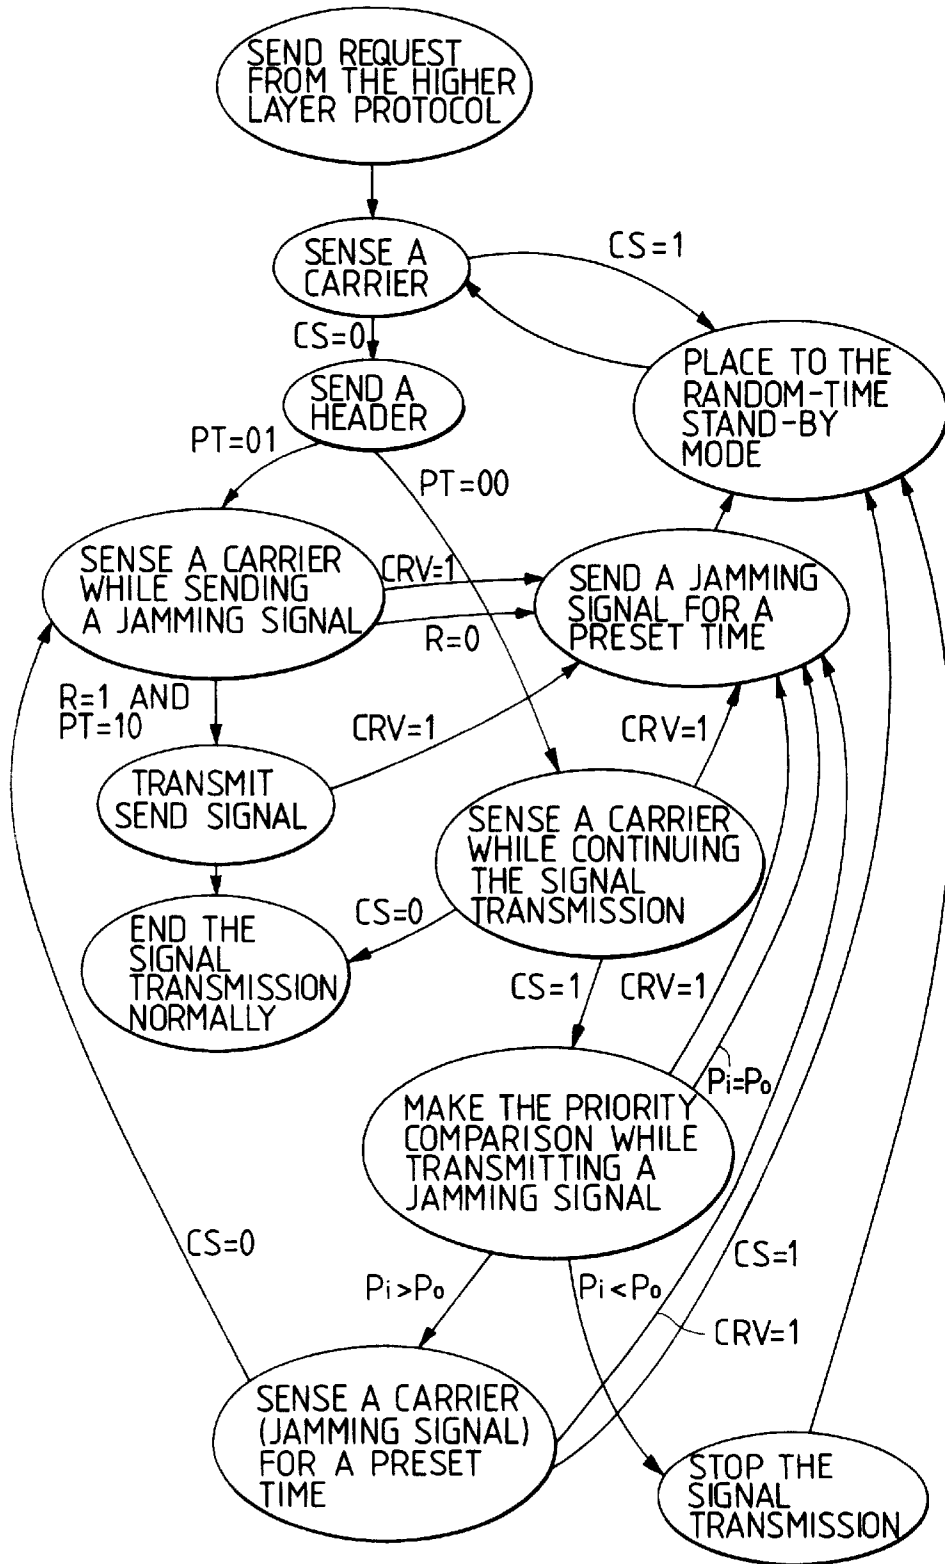 SEND REQUEST
FROM THE HIGHER
LAYER PROTOCOL
SENSE A
CARRIER
CS=1
CS=0
SEND A
HEADER
PLACE TO THE
RANDOM-TIME
STAND-BY
MODE
PT=01
PT=00
SENSE A CARRIER
WHILE SENDING
A JAMMING SIGNAL
CRV=1
R=0
SEND A JAMMING
SIGNAL FOR A
PRESET TIME
R=1 AND
PT=10
CRV=1
CRV=1
TRANSMIT
SEND SIGNAL
SENSE A CARRIER
WHILE CONTINUING
THE SIGNAL
TRANSMISSION
CS=0
END THE
SIGNAL
TRANSMISSION
NORMALLY
CS=1
CRV=1
Pi=Po
MAKE THE PRIORITY
COMPARISON WHILE
TRANSMITTING A
JAMMING SIGNAL
CS=0
CS=1
Pi>Po
Pi<Po
CRV=1
SENSE A CARRIER
(JAMMING SIGNAL)
FOR A PRESET
TIME
STOP THE
SIGNAL
TRANSMISSION